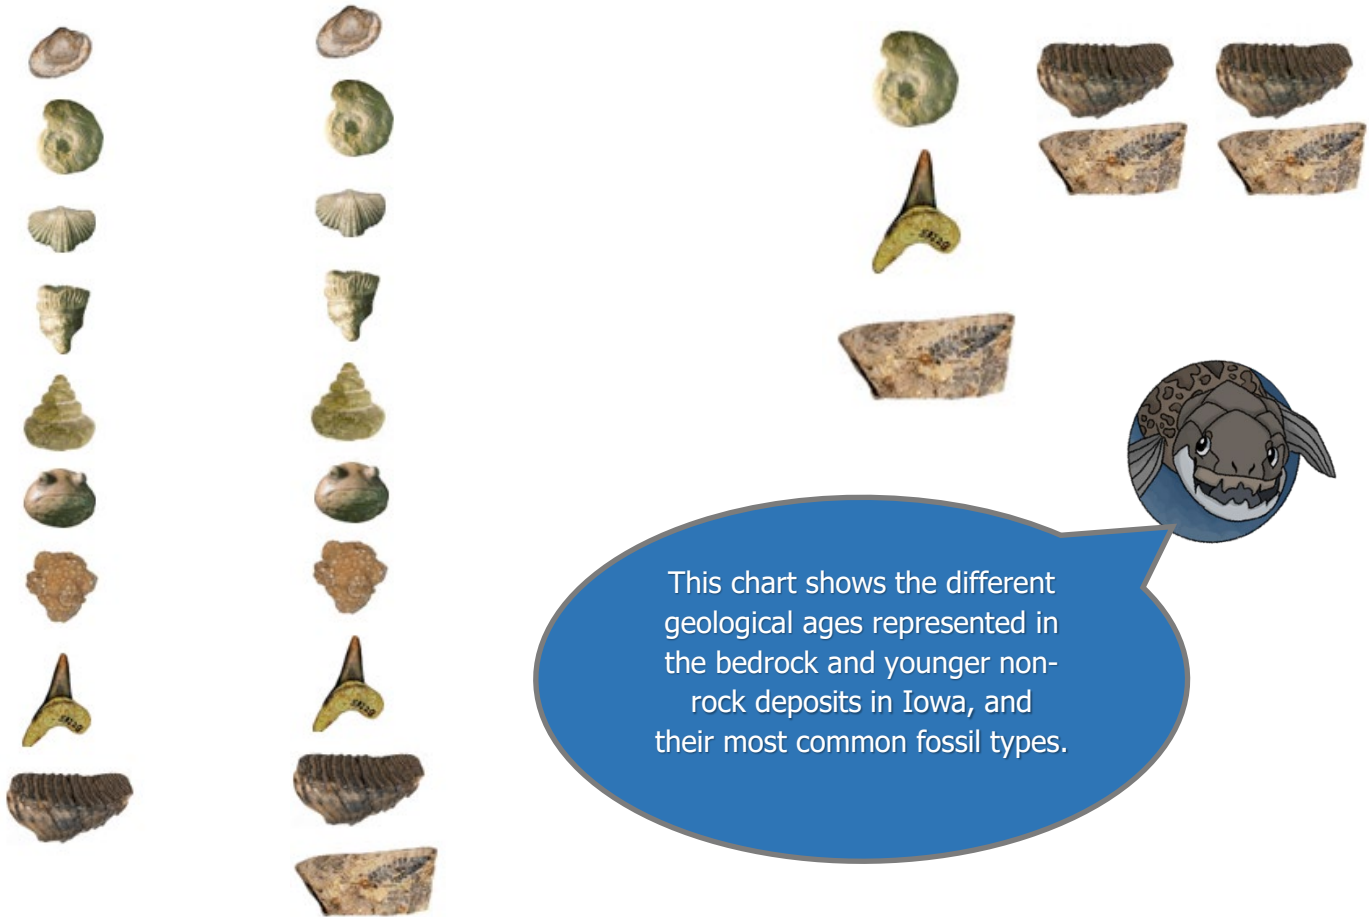 This chart shows the different
geological ages represented in
the bedrock and younger non-
rock deposits in Iowa, and
their most common fossil types.